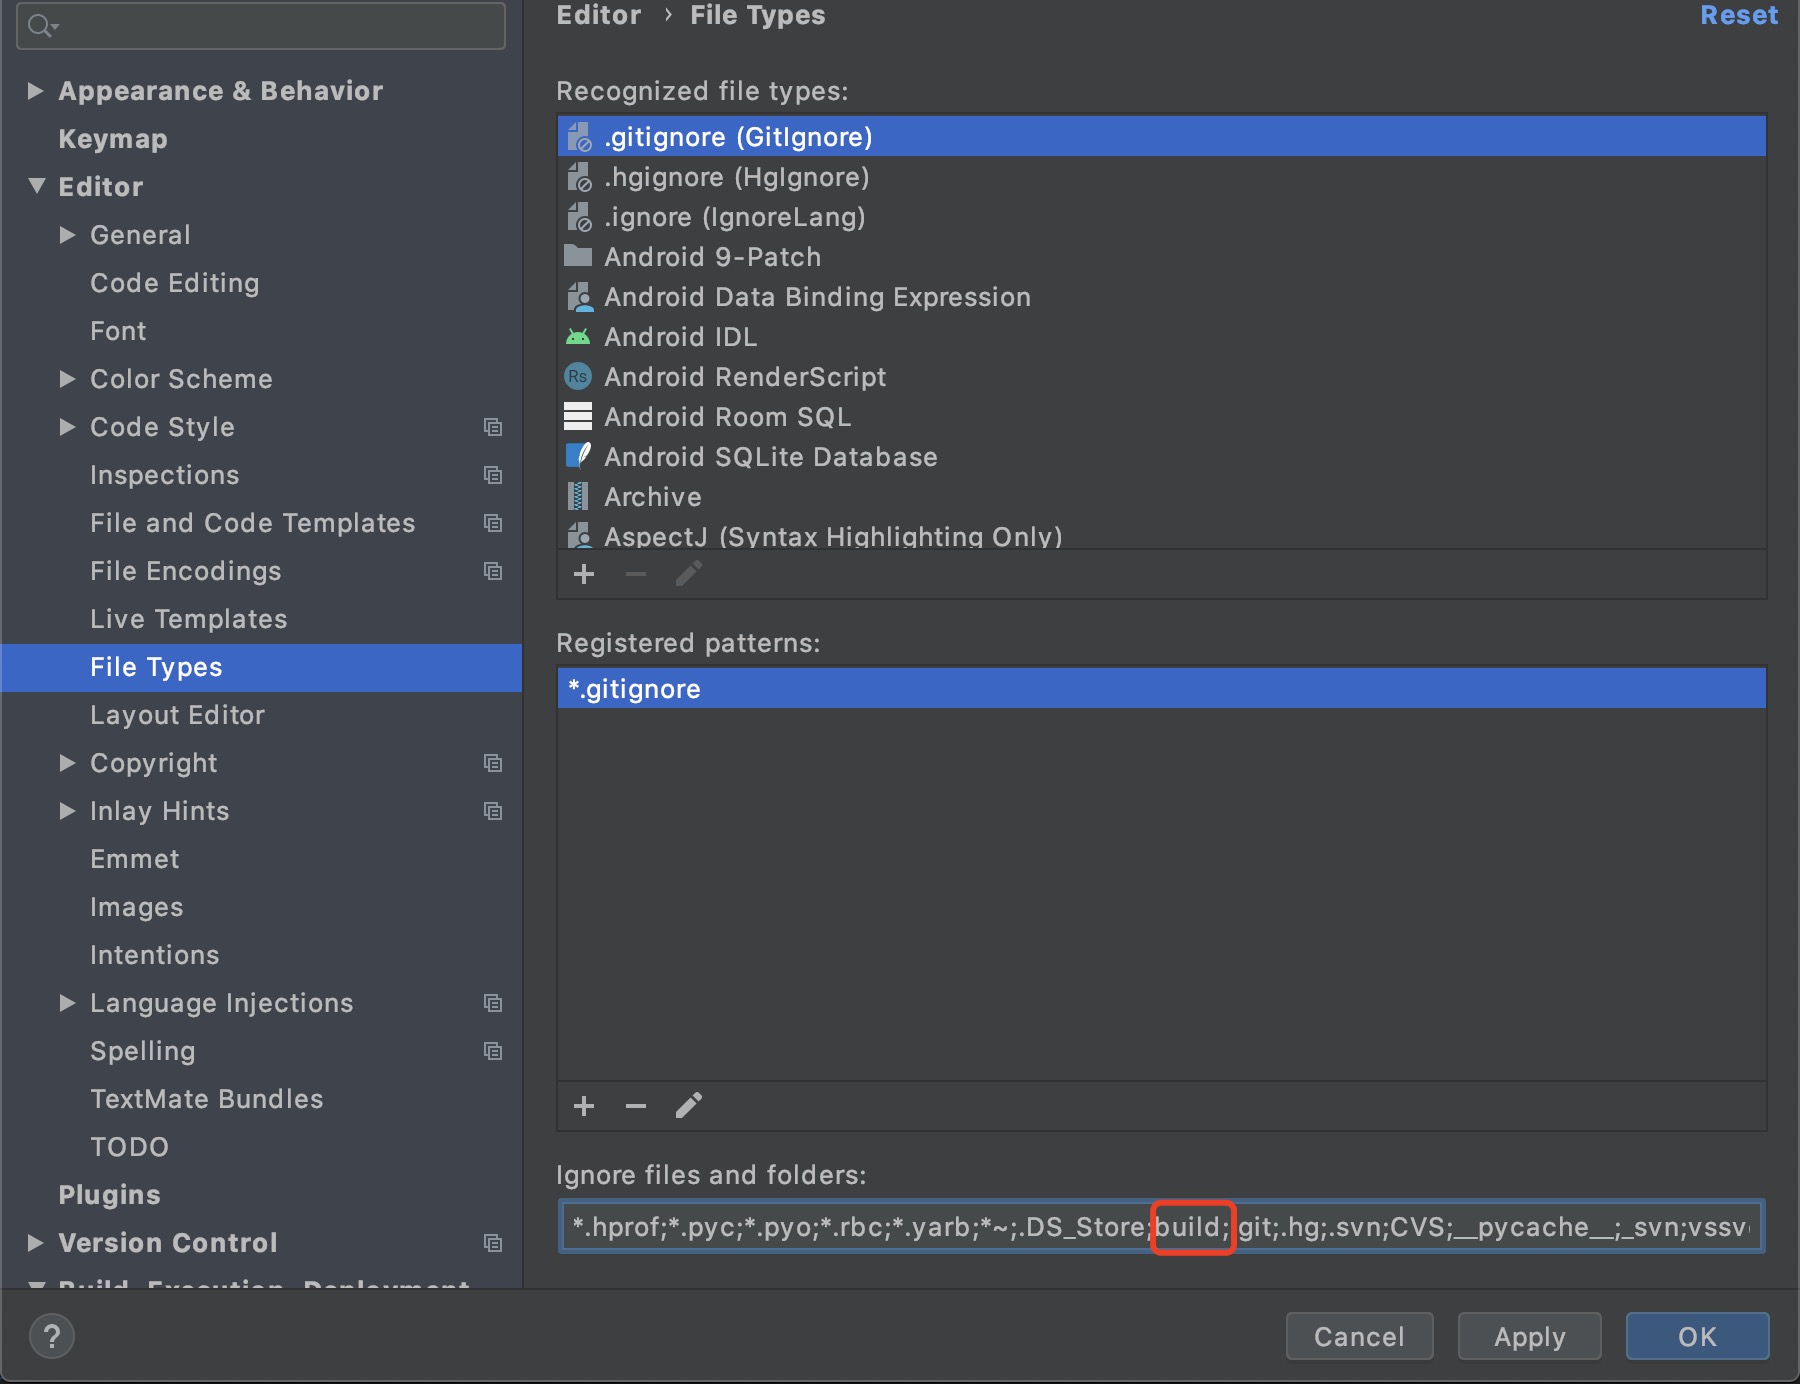 Appearance & Behavior
Keymap
Editor
General
Code Editing
Font
Color Scheme
Code Style
Inspections
File and Code Templates
File Encodings
Live Templates
File Types
Layout Editor
Copyright
Inlay Hints
Emmet
Images
Intentions
Language Injections
Spelling
TextMate Bundles
TODO
Plugins
Version Control
Build, Execution, Deployment
Editor › File Types
Reset
Recognized file types:
.gitignore (GitIgnore)
.hgignore (HgIgnore)
.ignore (IgnoreLang)
Android 9-Patch
Android Data Binding Expression
Android IDL
Rs Android RenderScript
Android Room SQL
Android SQLite Database
Archive
AspectJ (Syntax Highlighting Only)
Registered patterns:
*.gitignore
Ignore files and folders:
*.hprof;*.pyc;*.pyo;*.rbc;*.yarb;*~;.DS_Store;build;.git;.hg;.svn;CVS;__pycache__;_svn;vssv
?
Cancel
Apply
OK